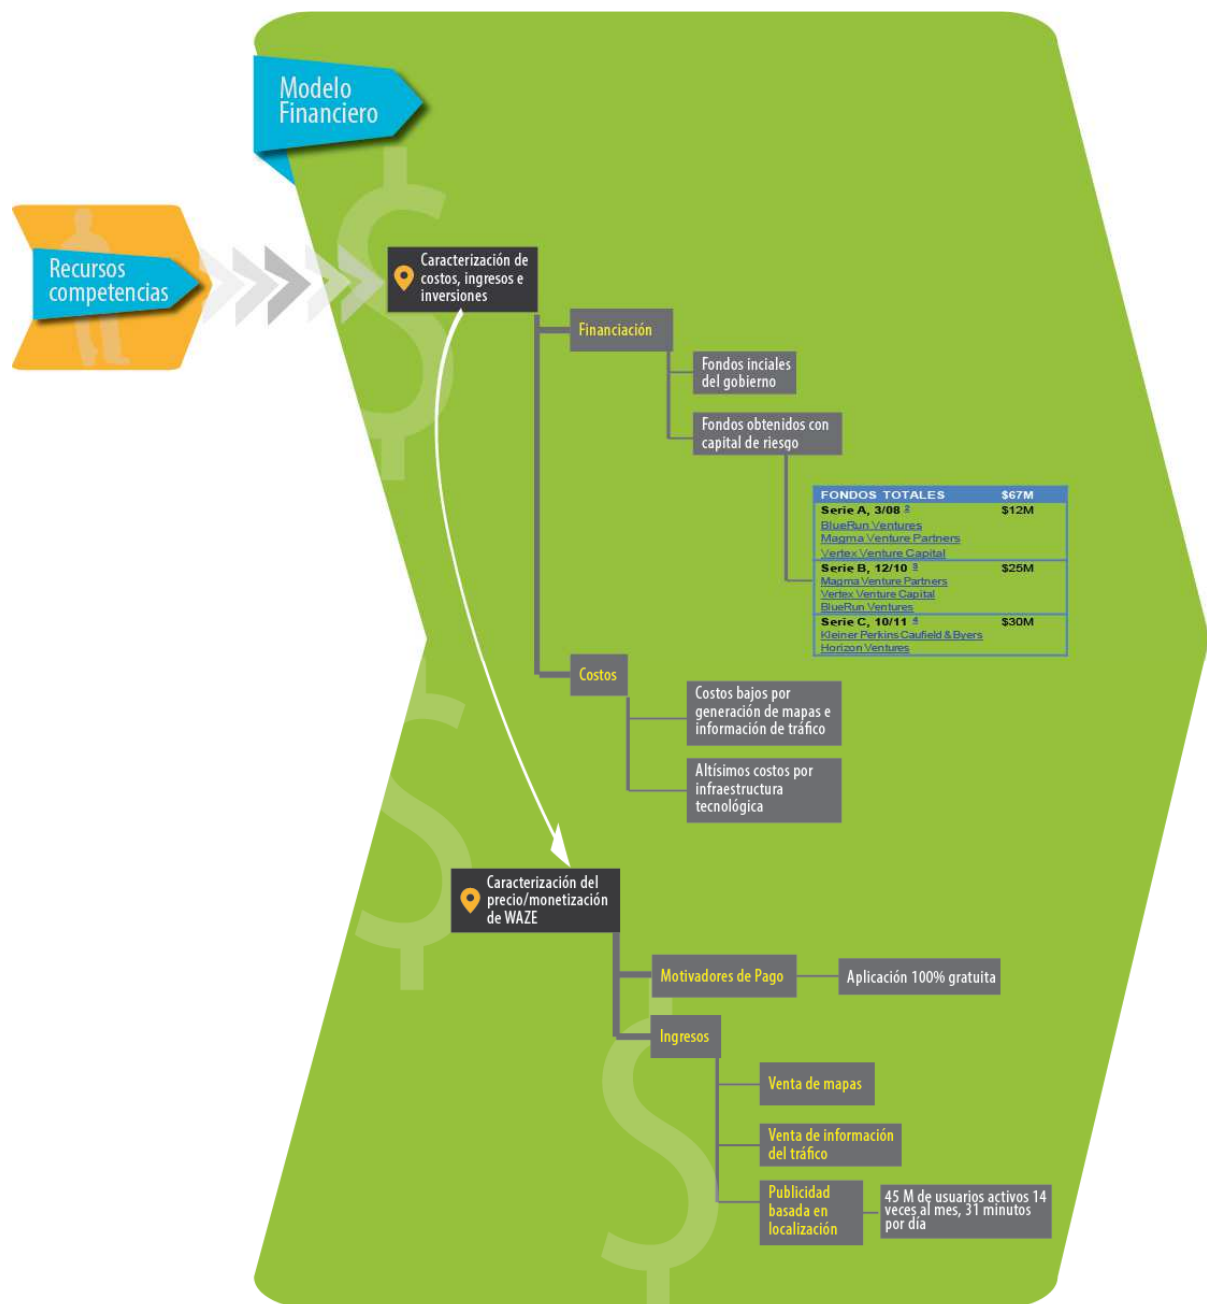 Modelo
Financiero
Recursos
competencias
Caracterización de
costos, ingresos e
inversiones
Financiación
Fondos inciales
del gobierno
Fondos obtenidos con
capital de riesgo
FONDOS TOTALES $67M
Serie A, 3/08 2 $12M
BlueRun Ventures
Magma Venture Partners
Vertex Venture Capital
Serie B, 12/10 3 $25M
Magma Venture Partners
Vertex Venture Capital
BlueRun Ventures
Serie C, 10/11 4 $30M
Kleiner Perkins Caufield & Byers
Horizon Ventures
Costos
Costos bajos por
generación de mapas e
información de tráfico
Altísimos costos por
infraestructura
tecnológica
Caracterización del
precio/monetización
de WAZE
Motivadores de Pago
Aplicación 100% gratuita
Ingresos
Venta de mapas
Venta de información
del tráfico
Publicidad
basada en
localización
45 M de usuarios activos 14
veces al mes, 31 minutos
por día